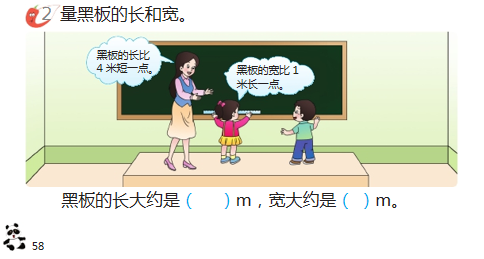 2 量黑板的长和宽。
黑板的长比
4 米短一点。
黑板的宽比 1
米长一点。
黑板的长大约是（　　）m，宽大约是（　）m。
58